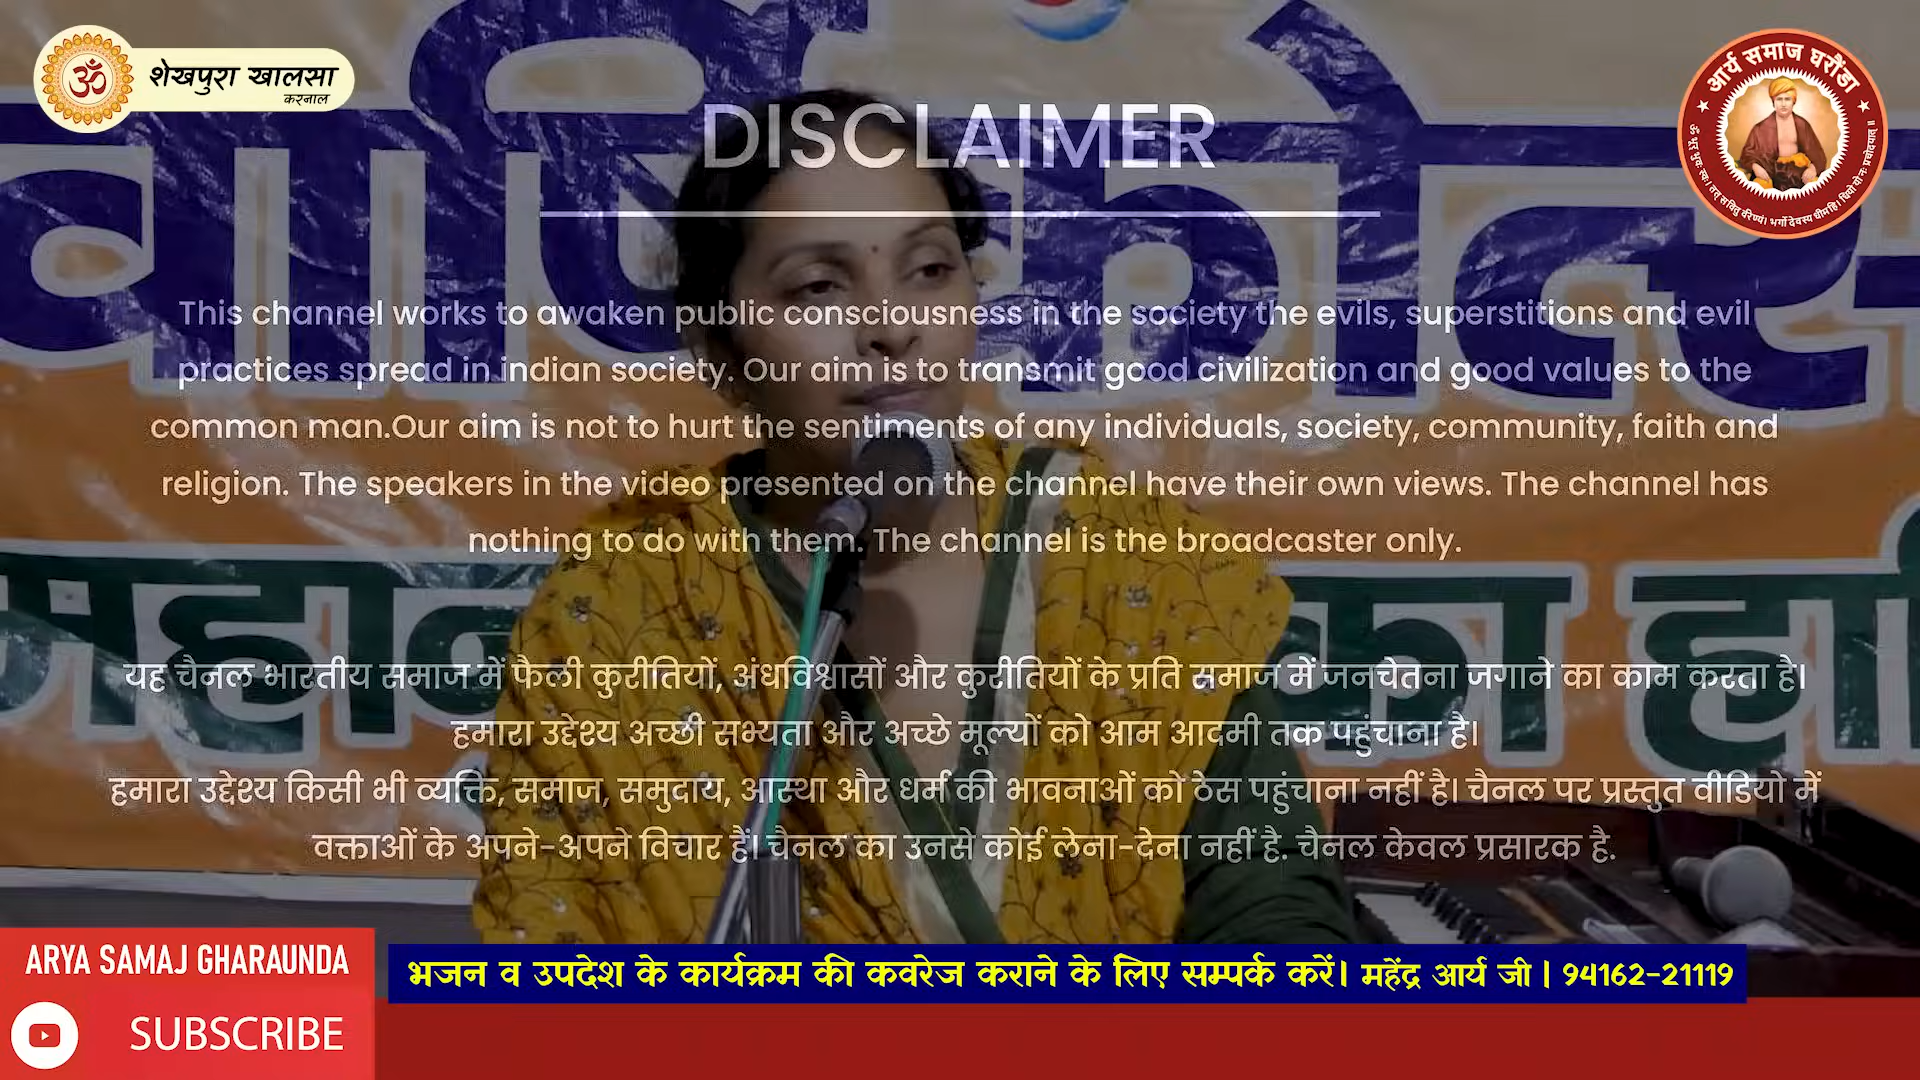 शेखपुरा खालसा
करनाल
आर्य समाज घरौंडा
DISCLAIMER
This channel works to awaken public consciousness in the society the evils, superstitions and evil
practices spread in indian society. Our aim is to transmit good civilization and good values to the
common man.Our aim is not to hurt the sentiments of any individuals, society, community, faith and
religion. The speakers in the video presented on the channel have their own views. The channel has
nothing to do with them. The channel is the broadcaster only.
यह चैनल भारतीय समाज में फैली कुरीतियों, अंधविश्वासों और कुरीतियों के प्रति समाज में जनचेतना जगाने का काम करता है।
हमारा उद्देश्य अच्छी सभ्यता और अच्छे मूल्यों को आम आदमी तक पहुंचाना है।
हमारा उद्देश्य किसी भी व्यक्ति, समाज, समुदाय, आस्था और धर्म की भावनाओं को ठेस पहुंचाना नहीं है। चैनल पर प्रस्तुत वीडियो में
वक्ताओं के अपने-अपने विचार हैं। चैनल का उनसे कोई लेना-देना नहीं है. चैनल केवल प्रसारक है.
का
ARYA SAMAJ GHARAUNDA
SUBSCRIBE
भजन व उपदेश के कार्यक्रम की कवरेज कराने के लिए सम्पर्क करें। महेंद्र आर्य जी | 94162-21119